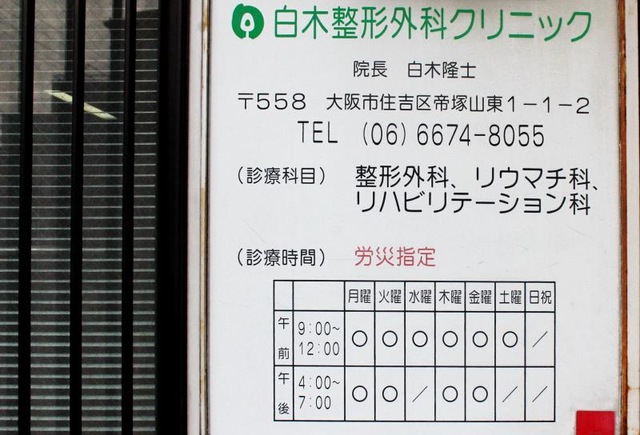 白木整形外科クリニック
院長 白木隆士
〒558 大阪市住吉区帝塚山東1-1-2
TEL (06)6674-8055
(診療科目) 整形外科、リウマチ科、
リハビリテーション科
(診療時間) 労災指定
月曜 火曜 水曜 木曜 金曜 土曜 日祝
午前 9:00~12:00 ○ ○ ○ ○ ○ ○ ／
午後 4:00~7:00 ○ ○ ／ ○ ○ ／ ／